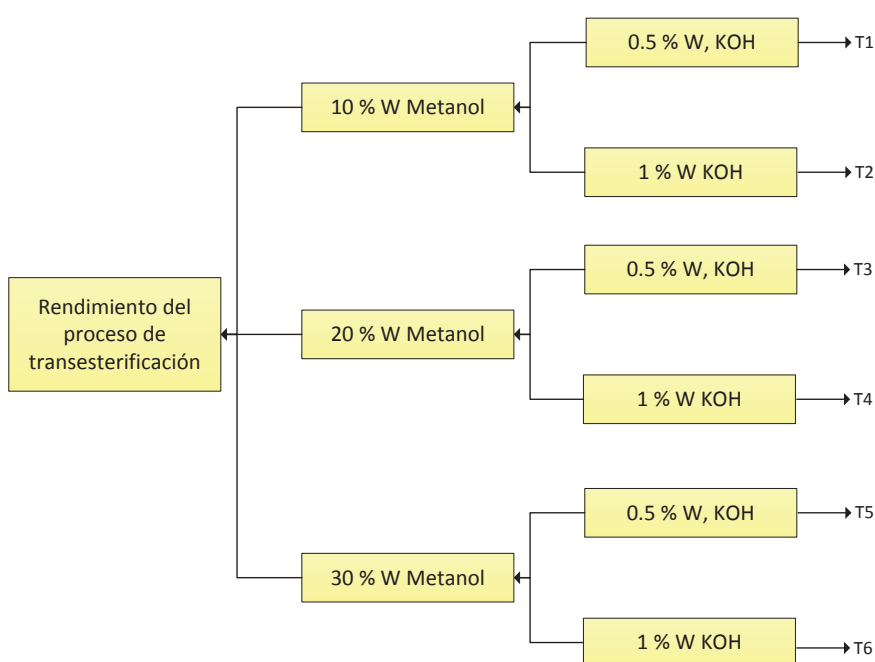 0.5 % W, KOH
T1
10 % W Metanol
1 % W KOH
T2
0.5 % W, KOH
T3
Rendimiento del
proceso de
transesterificación
20 % W Metanol
1 % W KOH
T4
0.5 % W, KOH
T5
30 % W Metanol
1 % W KOH
T6